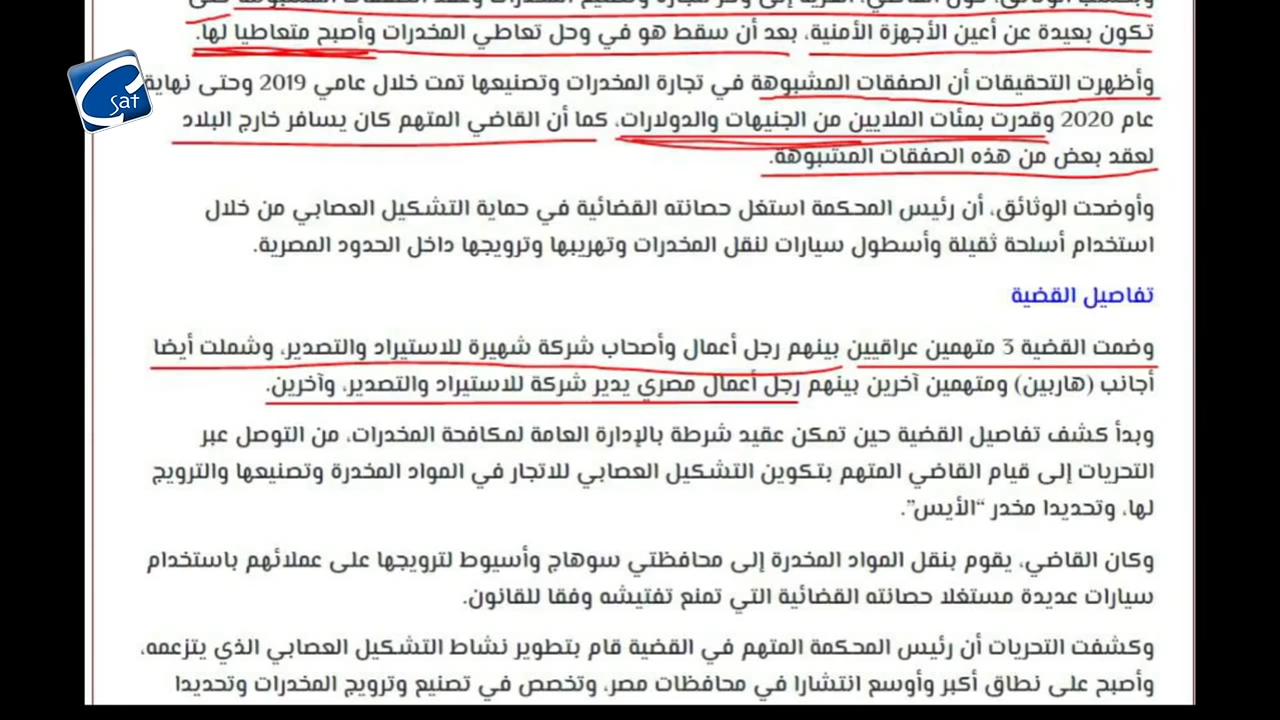 تكون بعيدة عن أعين الأجهزة الأمنية، بعد أن سقط هو في وحل تعاطي المخدرات وأصبح متعاطيا لها.
وأظهرت التحقيقات أن الصفقات المشبوهة في تجارة المخدرات وتصنيعها تمت خلال عامي 2019 وحتى نهاية
عام 2020 وقدرت بمئات الملايين من الجنيهات والدولارات، كما أن القاضي المتهم كان يسافر خارج البلاد
لعقد بعض من هذه الصفقات المشبوهة.
وأوضحت الوثائق، أن رئيس المحكمة استغل حصانته القضائية في حماية التشكيل العصابي من خلال
استخدام أسلحة ثقيلة وأسطول سيارات لنقل المخدرات وتهريبها وترويجها داخل الحدود المصرية.
تفاصيل القضية
وضمت القضية 3 متهمين عراقيين بينهم رجل أعمال وأصحاب شركة شهيرة للاستيراد والتصدير، وشملت أيضا
أجانب (هاربين) ومتهمين آخرين بينهم رجل أعمال مصري يدير شركة للاستيراد والتصدير، وآخرين.
وبدأ كشف تفاصيل القضية حين تمكن عقيد شرطة بالإدارة العامة لمكافحة المخدرات، من التوصل عبر
التحريات إلى قيام القاضي المتهم بتكوين التشكيل العصابي للاتجار في المواد المخدرة وتصنيعها والترويج
لها، وتحديدا مخدر “الأيس”.
وكان القاضي، يقوم بنقل المواد المخدرة إلى محافظتي سوهاج وأسيوط لترويجها على عملائهم باستخدام
سيارات عديدة مستغلا حصانته القضائية التي تمنع تفتيشه وفقا للقانون.
وكشفت التحريات أن رئيس المحكمة المتهم في القضية قام بتطوير نشاط التشكيل العصابي الذي يتزعمه،
وأصبح على نطاق أكبر وأوسع انتشارا في محافظات مصر، وتخصص في تصنيع وترويج المخدرات وتحديدا
Sat